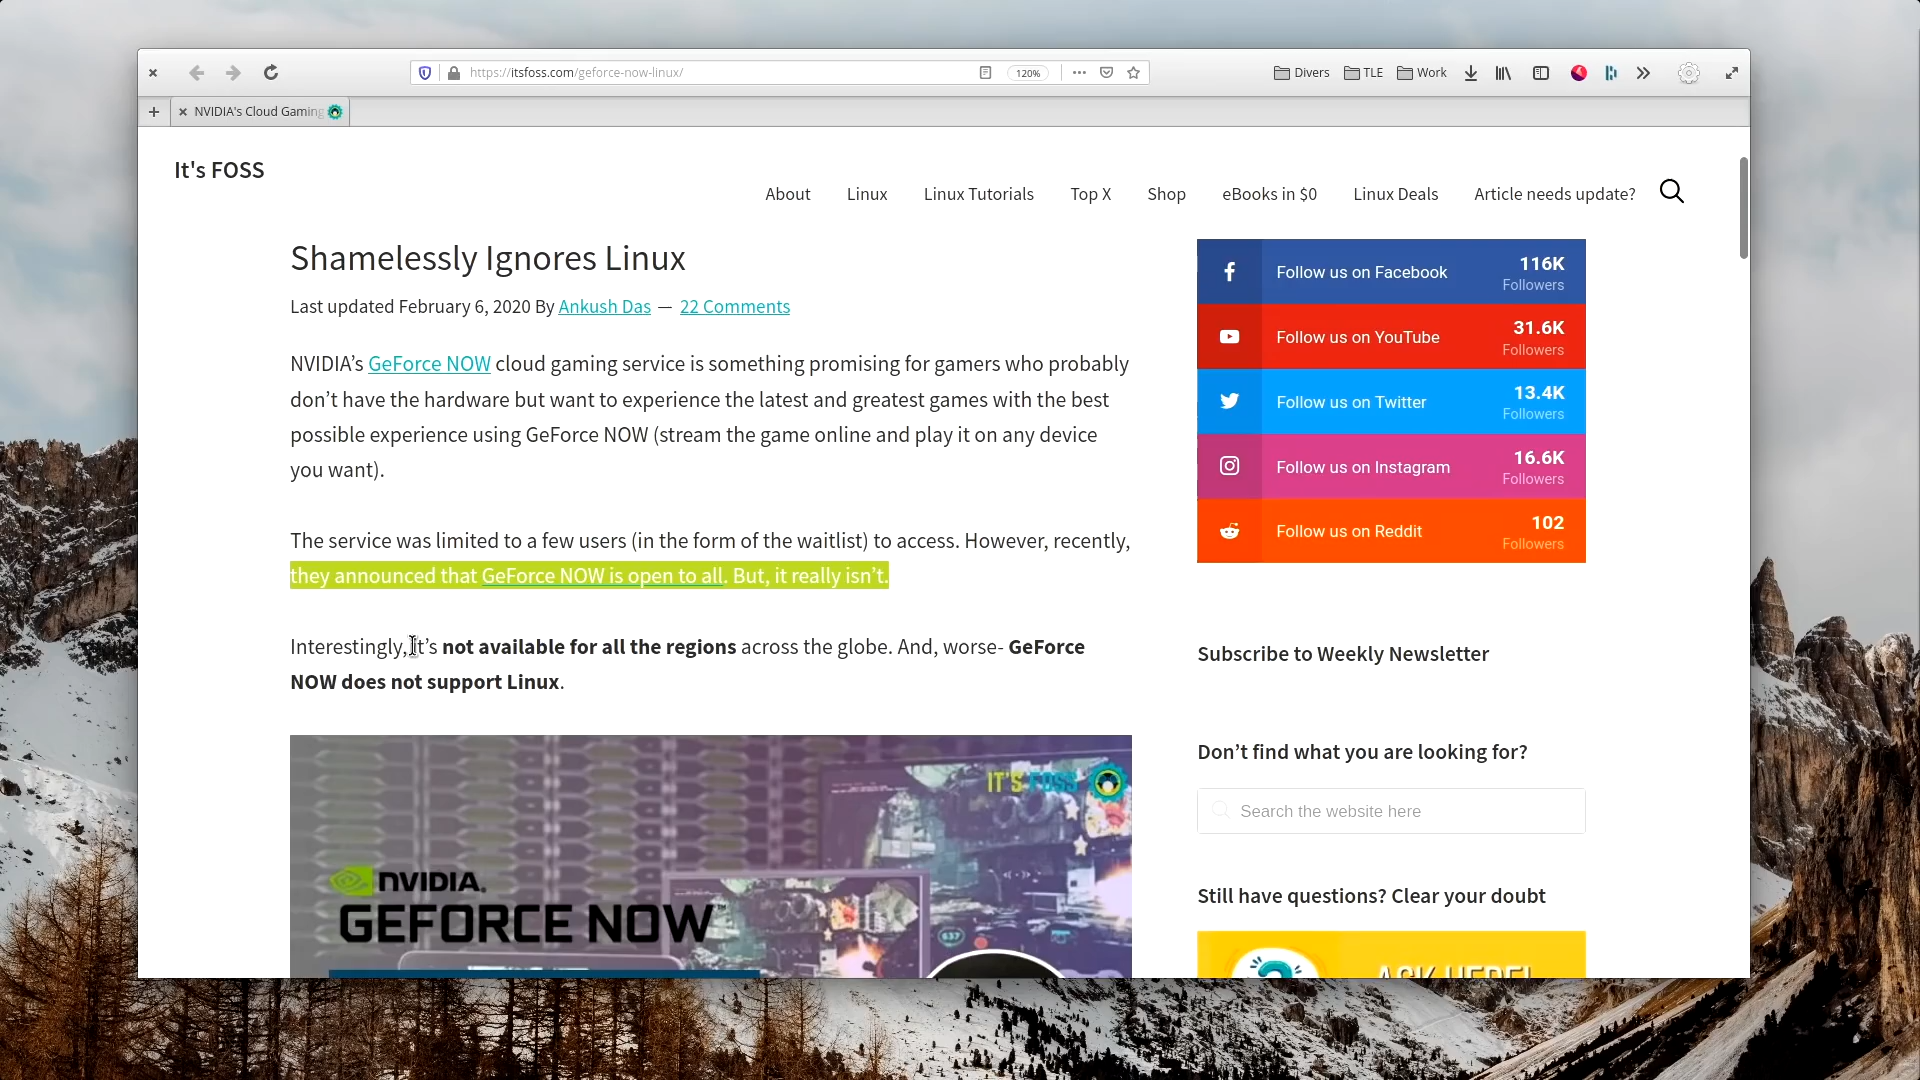 https://itsfoss.com/geforce-now-linux/
120%
Divers
TLE
Work
NVIDIA's Cloud Gaming
It's FOSS
About
Linux
Linux Tutorials
Top X
Shop
eBooks in $0
Linux Deals
Article needs update?
Shamelessly Ignores Linux
Last updated February 6, 2020 By Ankush Das — 22 Comments
NVIDIA’s GeForce NOW cloud gaming service is something promising for gamers who probably
don’t have the hardware but want to experience the latest and greatest games with the best
possible experience using GeForce NOW (stream the game online and play it on any device
you want).
The service was limited to a few users (in the form of the waitlist) to access. However, recently,
they announced that GeForce NOW is open to all. But, it really isn’t.
Interestingly, it’s not available for all the regions across the globe. And, worse- GeForce
NOW does not support Linux.
IT'S FOSS
NVIDIA.
GEFORCE NOW
637
Follow us on Facebook
116K
Followers
Follow us on YouTube
31.6K
Followers
Follow us on Twitter
13.4K
Followers
Follow us on Instagram
16.6K
Followers
Follow us on Reddit
102
Followers
Subscribe to Weekly Newsletter
Don’t find what you are looking for?
Search the website here
Still have questions? Clear your doubt
ASK HERE!